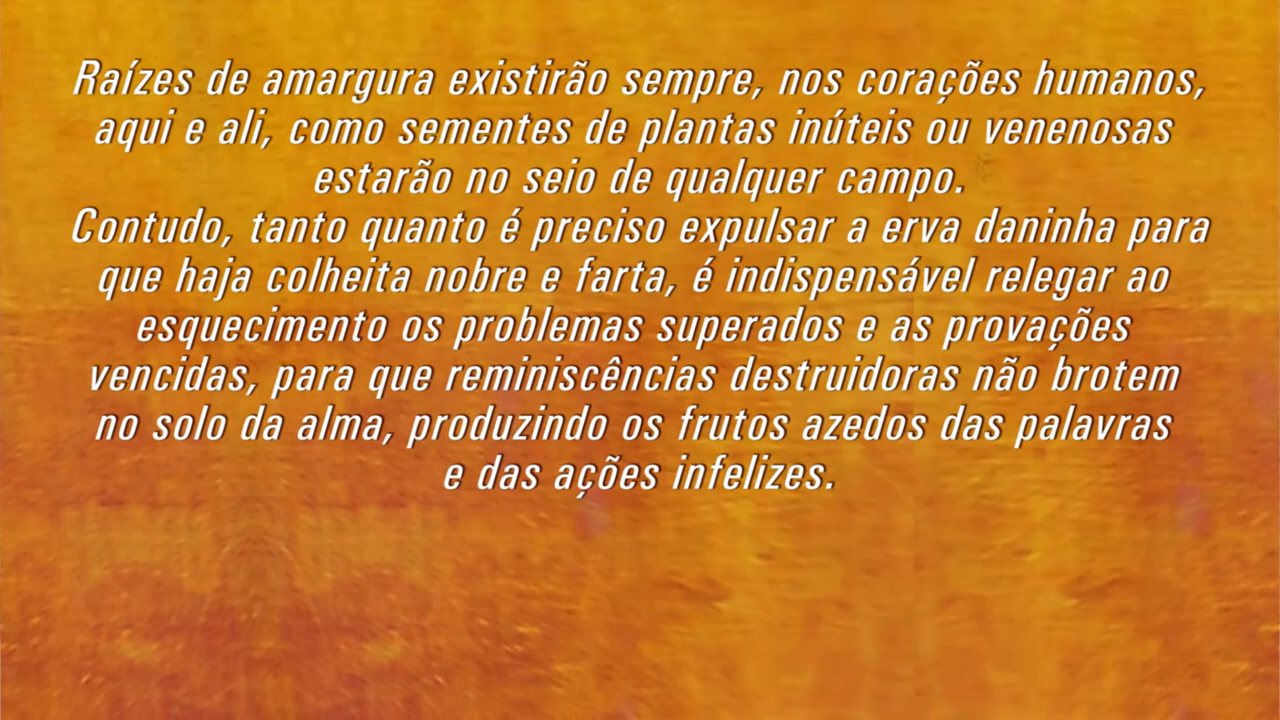 Raízes de amargura existirão sempre, nos corações humanos,
aqui e ali, como sementes de plantas inúteis ou venenosas
estarão no seio de qualquer campo.
Contudo, tanto quanto é preciso expulsar a erva daninha para
que haja colheita nobre e farta, é indispensável relegar ao
esquecimento os problemas superados e as provações
vencidas, para que reminiscências destruidoras não brotem
no solo da alma, produzindo os frutos azedos das palavras
e das ações infelizes.